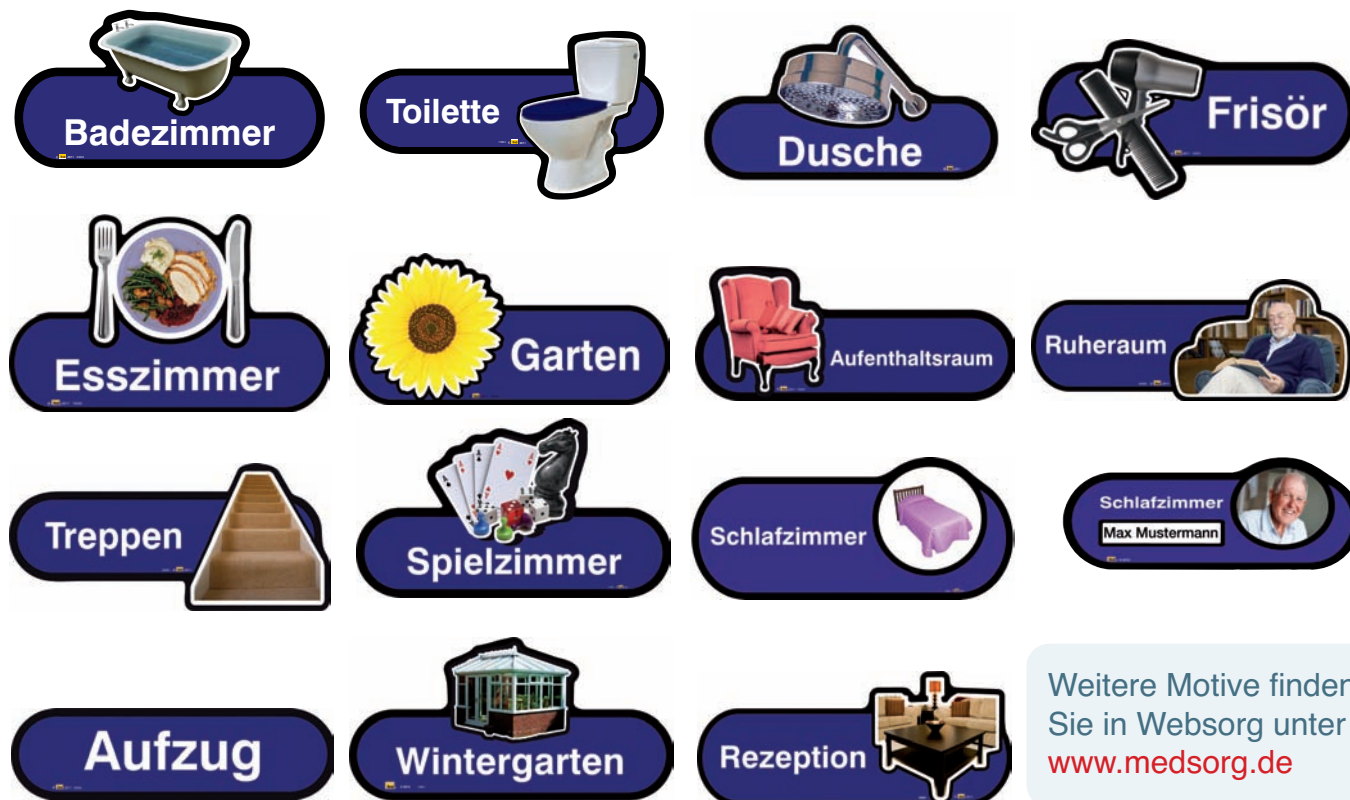 Badezimmer
Toilette
Dusche
Frisör
Esszimmer
Garten
Aufenthaltsraum
Ruheraum
Treppen
Spielzimmer
Schlafzimmer
Schlafzimmer
Max Mustermann
Aufzug
Wintergarten
Rezeption
Weitere Motive finden
Sie in Websorg unter
www.medsorg.de